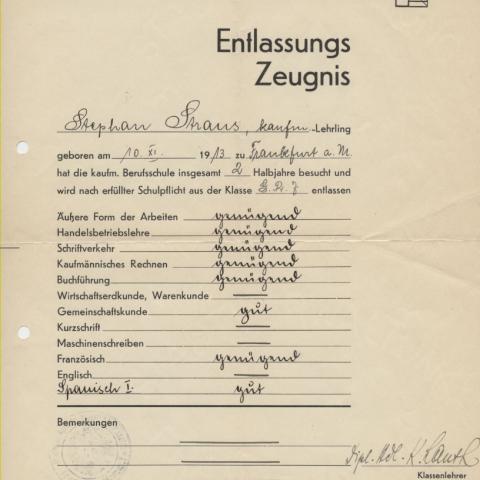 Entlassungs
Zeugnis
Stephan Straus, kaufm.-Lehrling
geboren am 10. XI. 1913 zu Frankfurt a. M.
hat die kaufm. Berufsschule insgesamt 2 Halbjahre besucht und
wird nach erfüllter Schulpflicht aus der Klasse entlassen
Äußere Form der Arbeiten genügend
Handelsbetriebslehre genügend
Schriftverkehr genügend
Kaufmännisches Rechnen genügend
Buchführung genügend
Wirtschaftserdkunde, Warenkunde —
Gemeinschaftskunde gut
Kurzschrift —
Maschinenschreiben —
Französisch genügend
Englisch —
Spanisch I. gut
Bemerkungen
Dipl. Hdl. K. Lauth
Klassenlehrer